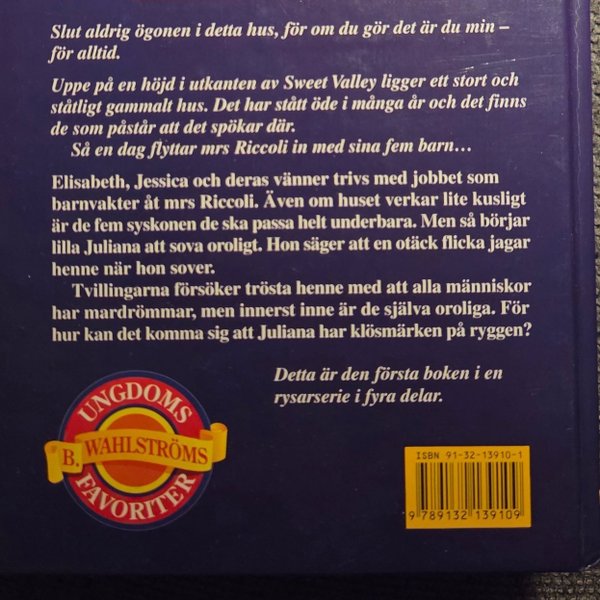 Slut aldrig ögonen i detta hus, för om du gör det är du min –
för alltid.
Uppe på en höjd i utkanten av Sweet Valley ligger ett stort och
ståtligt gammalt hus. Det har stått öde i många år och det finns
de som påstår att det spökar där.
Så en dag flyttar mrs Riccoli in med sina fem barn…
Elisabeth, Jessica och deras vänner trivs med jobbet som
barnvakter åt mrs Riccoli. Även om huset verkar lite kusligt
är de fem syskonen de ska passa helt underbara. Men så börjar
lilla Juliana att sova oroligt. Hon säger att en otäck flicka jagar
henne när hon sover.
Tvillingarna försöker trösta henne med att alla människor
har mardrömmar, men innerst inne är de själva oroliga. För
hur kan det komma sig att Juliana har klösmärken på ryggen?
Detta är den första boken i en
rysarserie i fyra delar.
UNGDOMS
B. WAHLSTRÖMS
FAVORITER
ISBN 91-32-13910-1
9 789132 139109